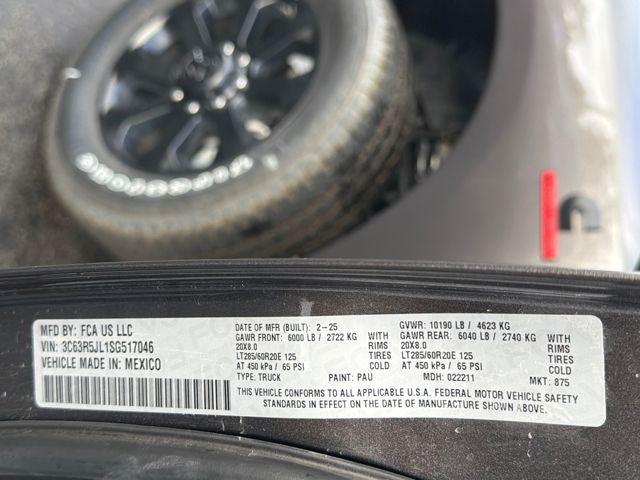 FIRESTONE
MFD BY: FCA US LLC
VIN: 3C63R5JL1SG517046
VEHICLE MADE IN: MEXICO
DATE OF MFR (BUILT) 2-25
GAWR FRONT: 6000 LB / 2722 KG
WITH RIMS
20X8.0
LT285/60R20E 125
TIRES
AT 450 kPa / 65 PSI
COLD
GVWR: 10190 LB / 4623 KG
GAWR REAR: 6040 LB / 2740 KG
WITH RIMS
20X8.0
LT285/60R20E 125
TIRES
AT 450 kPa / 65 PSI
COLD
TYPE: TRUCK PAINT: PAU MDH: 022211 MKT: 875
THIS VEHICLE CONFORMS TO ALL APPLICABLE U.S.A. FEDERAL MOTOR VEHICLE SAFETY
STANDARDS IN EFFECT ON THE DATE OF MANUFACTURE SHOWN ABOVE.